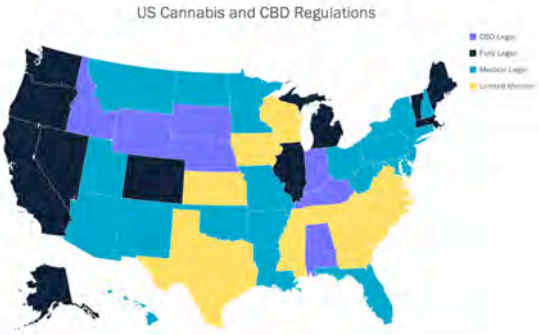 US Cannabis and CBD Regulations
CBD Legal
Fully Legal
Medical Legal
Limited Medical